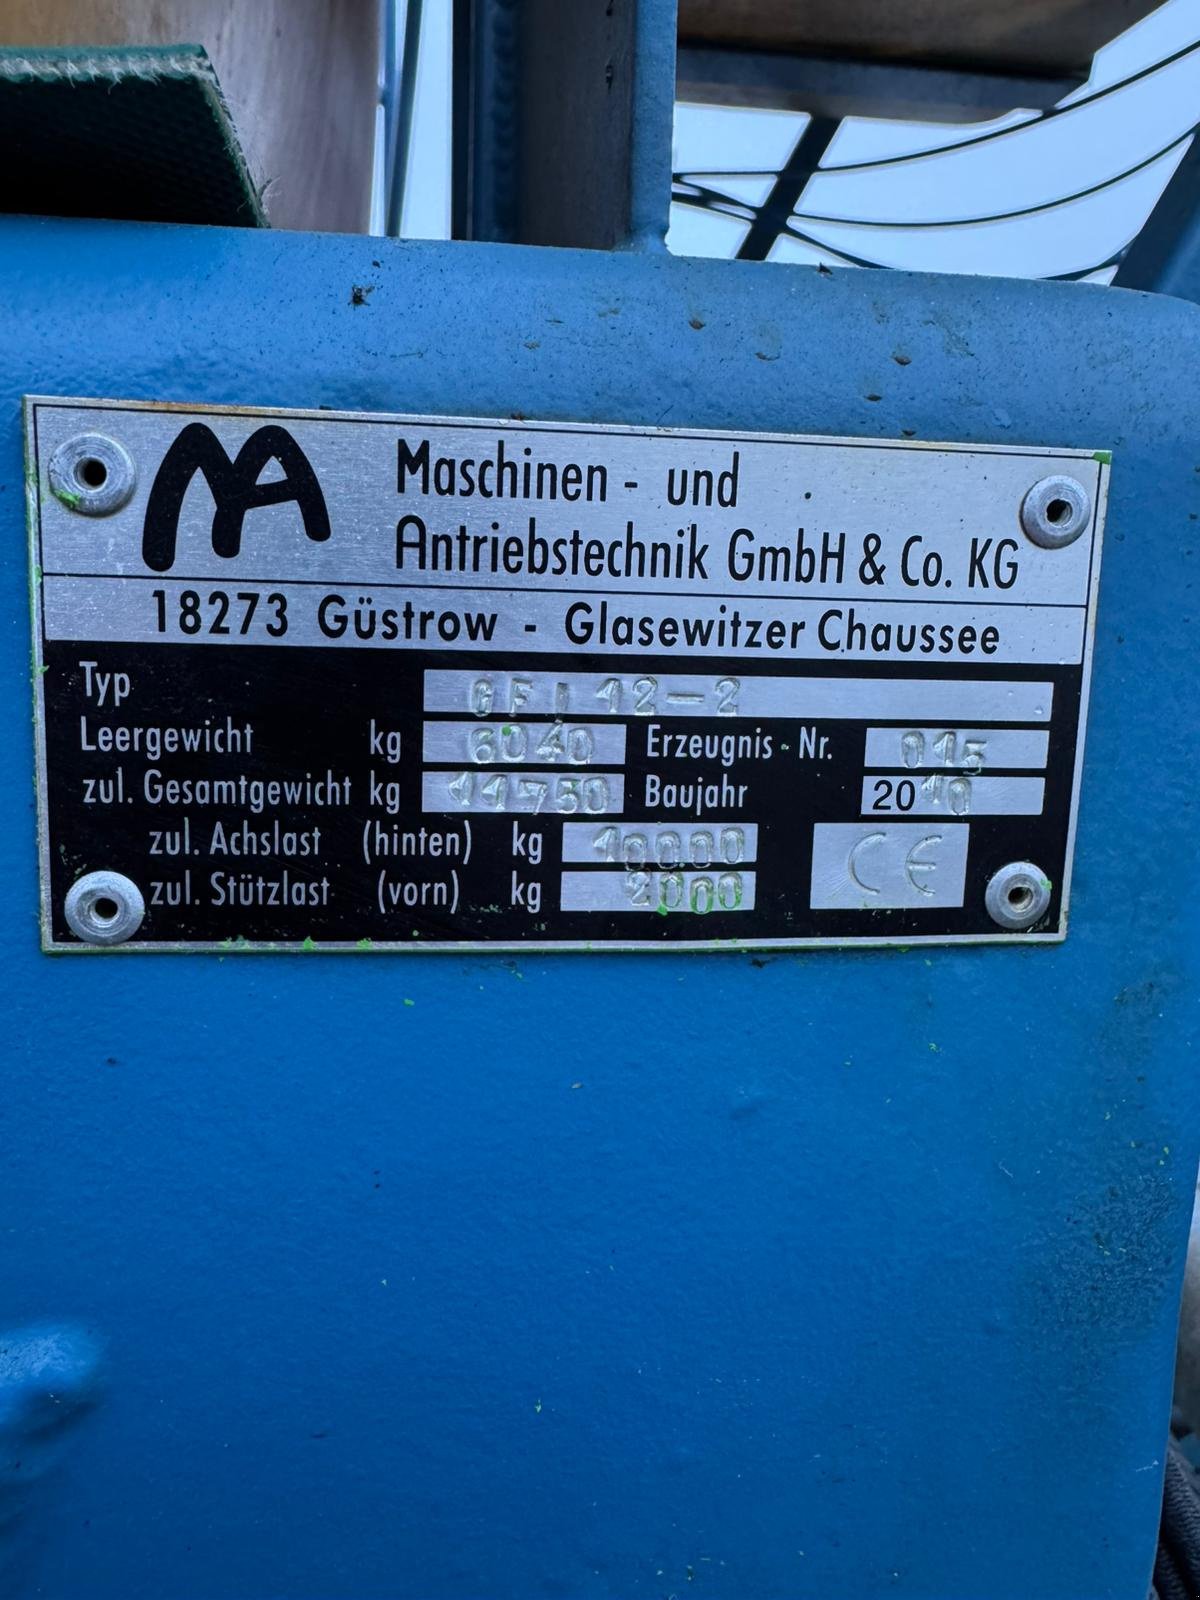 MA
Maschinen - und
Antriebstechnik GmbH & Co. KG
18273 Güstrow - Glasewitzer Chaussee
Typ GFL 12-2
Leergewicht kg 6040 Erzeugnis - Nr. 015
zul. Gesamtgewicht kg 11750 Baujahr 2010
zul. Achslast (hinten) kg 10000 CE
zul. Stützlast (vorn) kg 2000